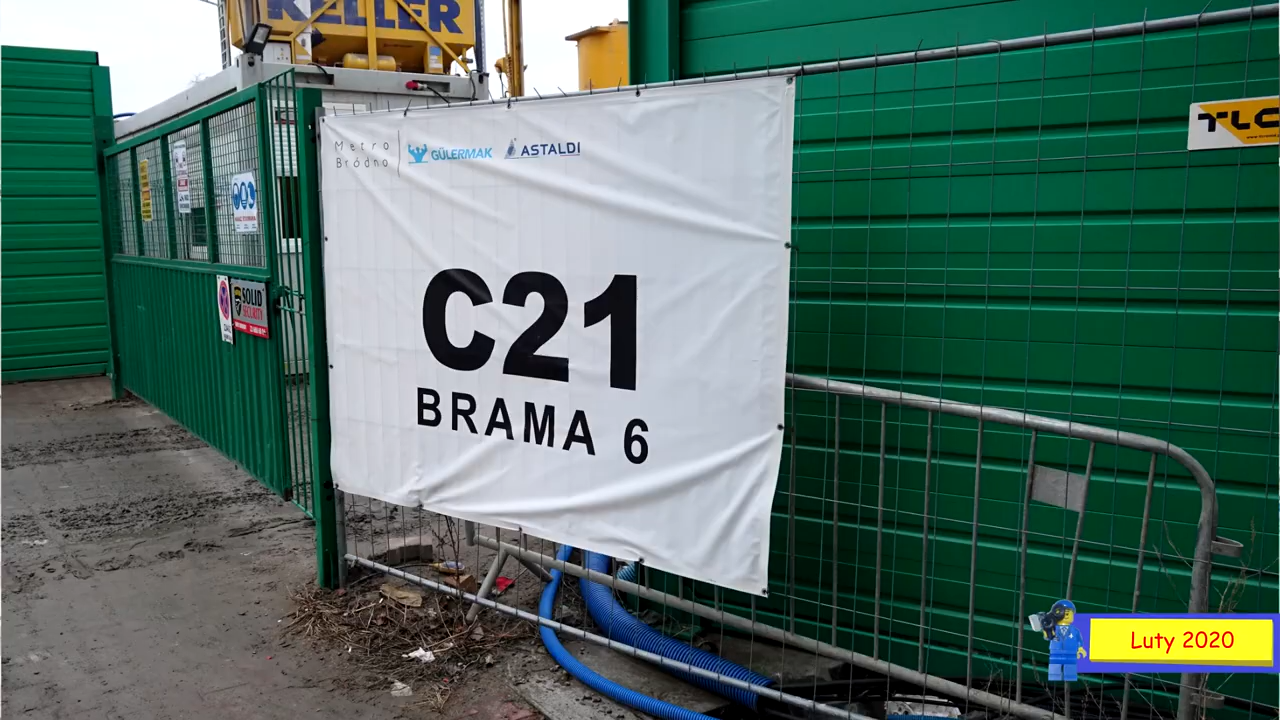 KELLER
TLC
Metro
Bródno
GÜLERMAK
ASTALDI
C21
BRAMA 6
SOLID
SECURITY
Luty 2020